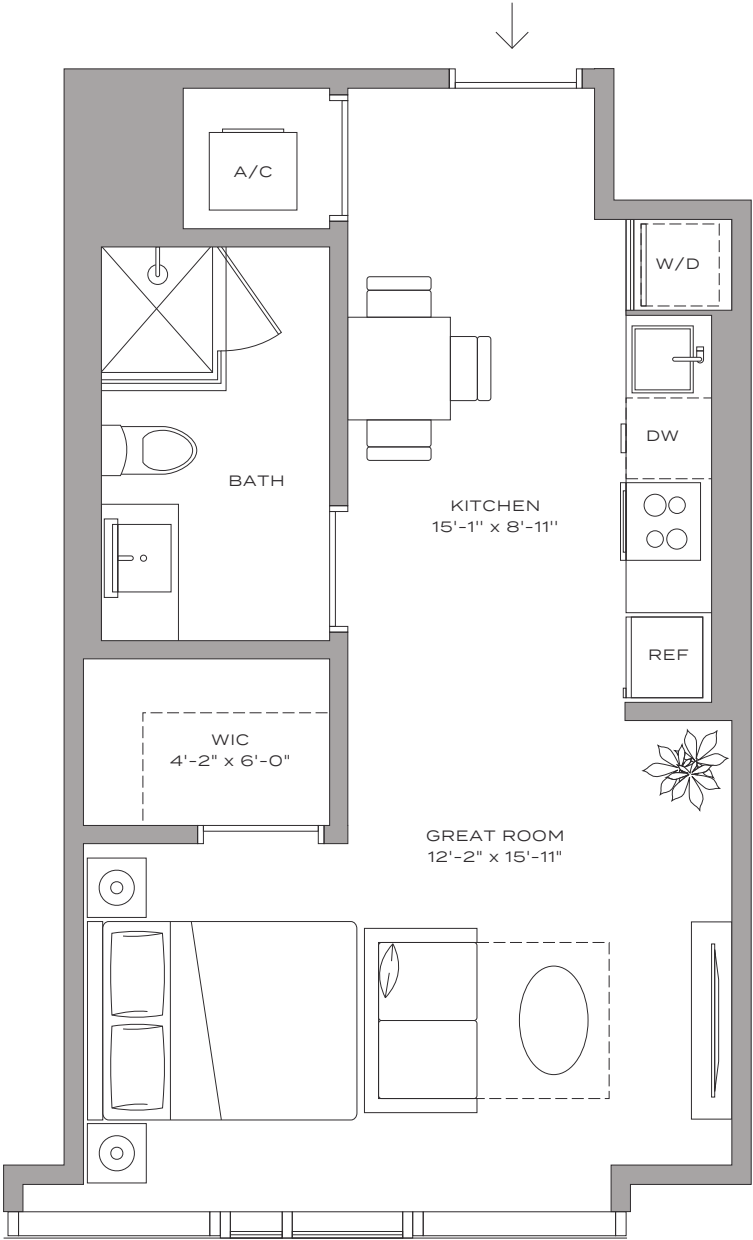 A/C
W/D
DW
BATH
KITCHEN
15'-1'' x 8'-11''
REF
WIC
4'-2" x 6'-0"
GREAT ROOM
12'-2" x 15'-11"